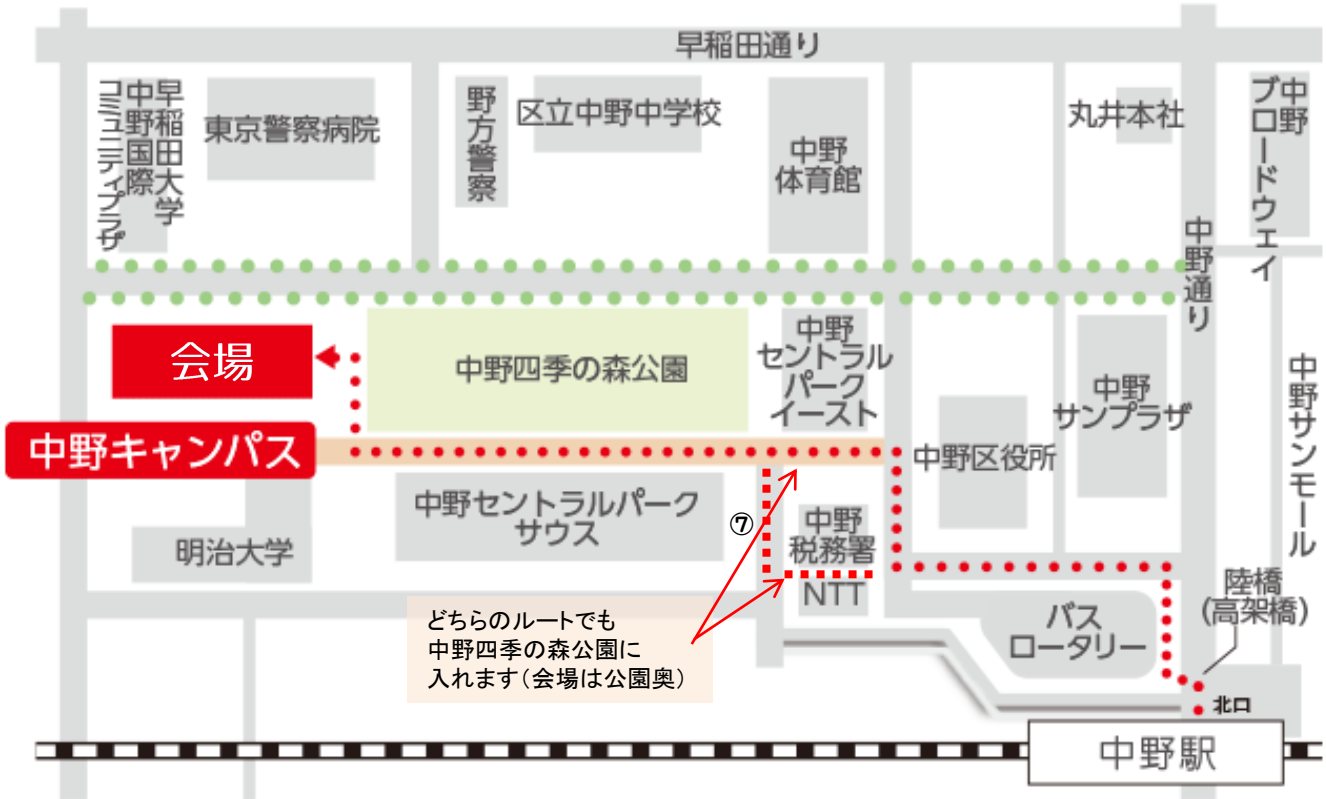 早稲田通り
早稲田大学
中野国際
コミュニティプラザ
東京警察病院
野方警察
区立中野中学校
中野
体育館
丸井本社
中野
ブロードウェイ
中野通り
会場
中野四季の森公園
中野
セントラル
パーク
イースト
中野
サンプラザ
中野サンモール
中野キャンパス
中野区役所
中野セントラルパーク
サウス
⑦
中野
税務署
明治大学
NTT
どちらのルートでも
中野四季の森公園に
入れます(会場は公園奥)
バス
ロータリー
陸橋
(高架橋)
北口
中野駅